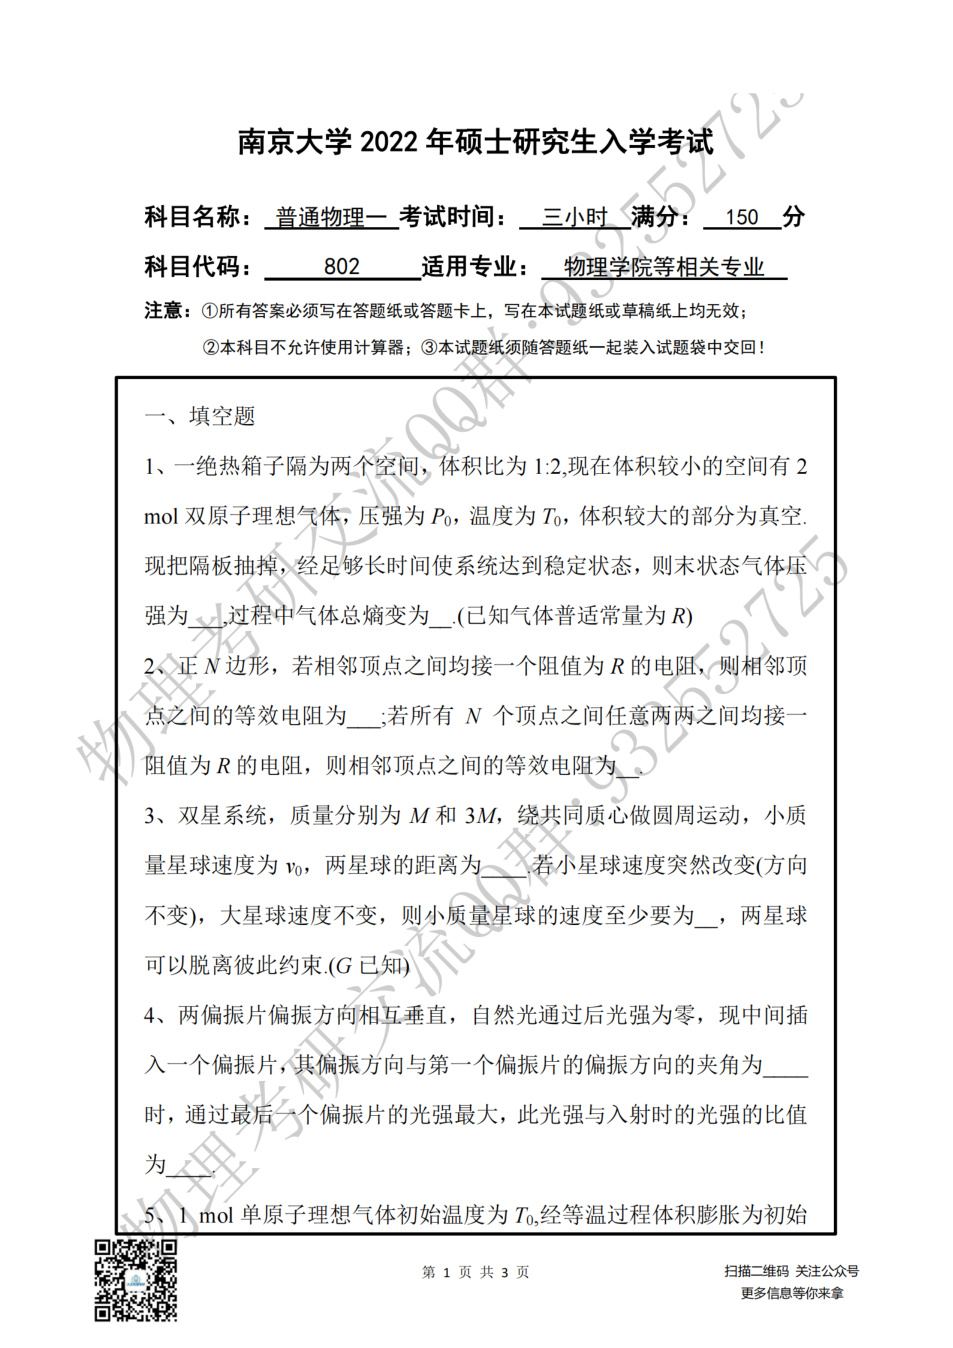 南京大学 2022 年硕士研究生入学考试
科目名称： 普通物理一 考试时间： 三小时 满分： 150 分
科目代码： 802 适用专业： 物理学院等相关专业
注意：①所有答案必须写在答题纸或答题卡上，写在本试题纸或草稿纸上均无效；
②本科目不允许使用计算器；③本试题纸须随答题纸一起装入试题袋中交回！
一、填空题
1、一绝热箱子隔为两个空间，体积比为 1:2,现在体积较小的空间有 2
mol 双原子理想气体，压强为 P₀，温度为 T₀，体积较大的部分为真空.
现把隔板抽掉，经足够长时间使系统达到稳定状态，则末状态气体压
强为___,过程中气体总熵变为__.(已知气体普适常量为 R)
2、正 N 边形，若相邻顶点之间均接一个阻值为 R 的电阻，则相邻顶
点之间的等效电阻为___;若所有 N 个顶点之间任意两两之间均接一
阻值为 R 的电阻，则相邻顶点之间的等效电阻为__.
3、双星系统，质量分别为 M 和 3M，绕共同质心做圆周运动，小质
量星球速度为 v₀，两星球的距离为____.若小星球速度突然改变(方向
不变)，大星球速度不变，则小质量星球的速度至少要为__，两星球
可以脱离彼此约束.(G 已知)
4、两偏振片偏振方向相互垂直，自然光通过后光强为零，现中间插
入一个偏振片，其偏振方向与第一个偏振片的偏振方向的夹角为____
时，通过最后一个偏振片的光强最大，此光强与入射时的光强的比值
为____.
5、1 mol 单原子理想气体初始温度为 T₀,经等温过程体积膨胀为初始
第 1 页 共 3 页
扫描二维码 关注公众号
更多信息等你来拿
物理考研交流QQ群:932552725
物理考研交流QQ群:932552725